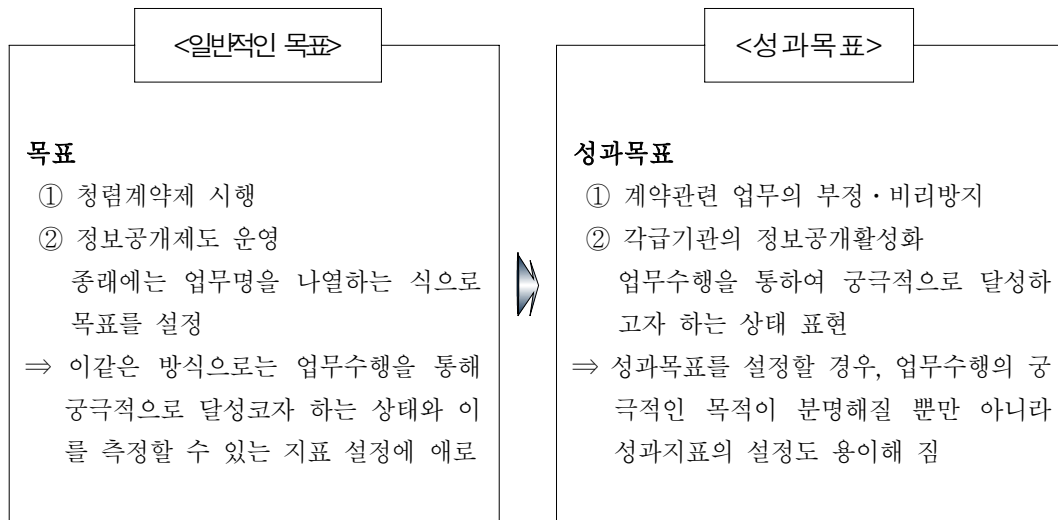 <일반적인 목표>
목표
① 청렴계약제 시행
② 정보공개제도 운영
종래에는 업무명을 나열하는 식으로
목표를 설정
⇒ 이같은 방식으로는 업무수행을 통해
궁극적으로 달성코자 하는 상태와 이
를 측정할 수 있는 지표 설정에 애로
<성과목표>
성과목표
① 계약관련 업무의 부정・비리방지
② 각급기관의 정보공개활성화
업무수행을 통하여 궁극적으로 달성하
고자 하는 상태 표현
⇒ 성과목표를 설정할 경우, 업무수행의 궁
극적인 목적이 분명해질 뿐만 아니라
성과지표의 설정도 용이해 짐